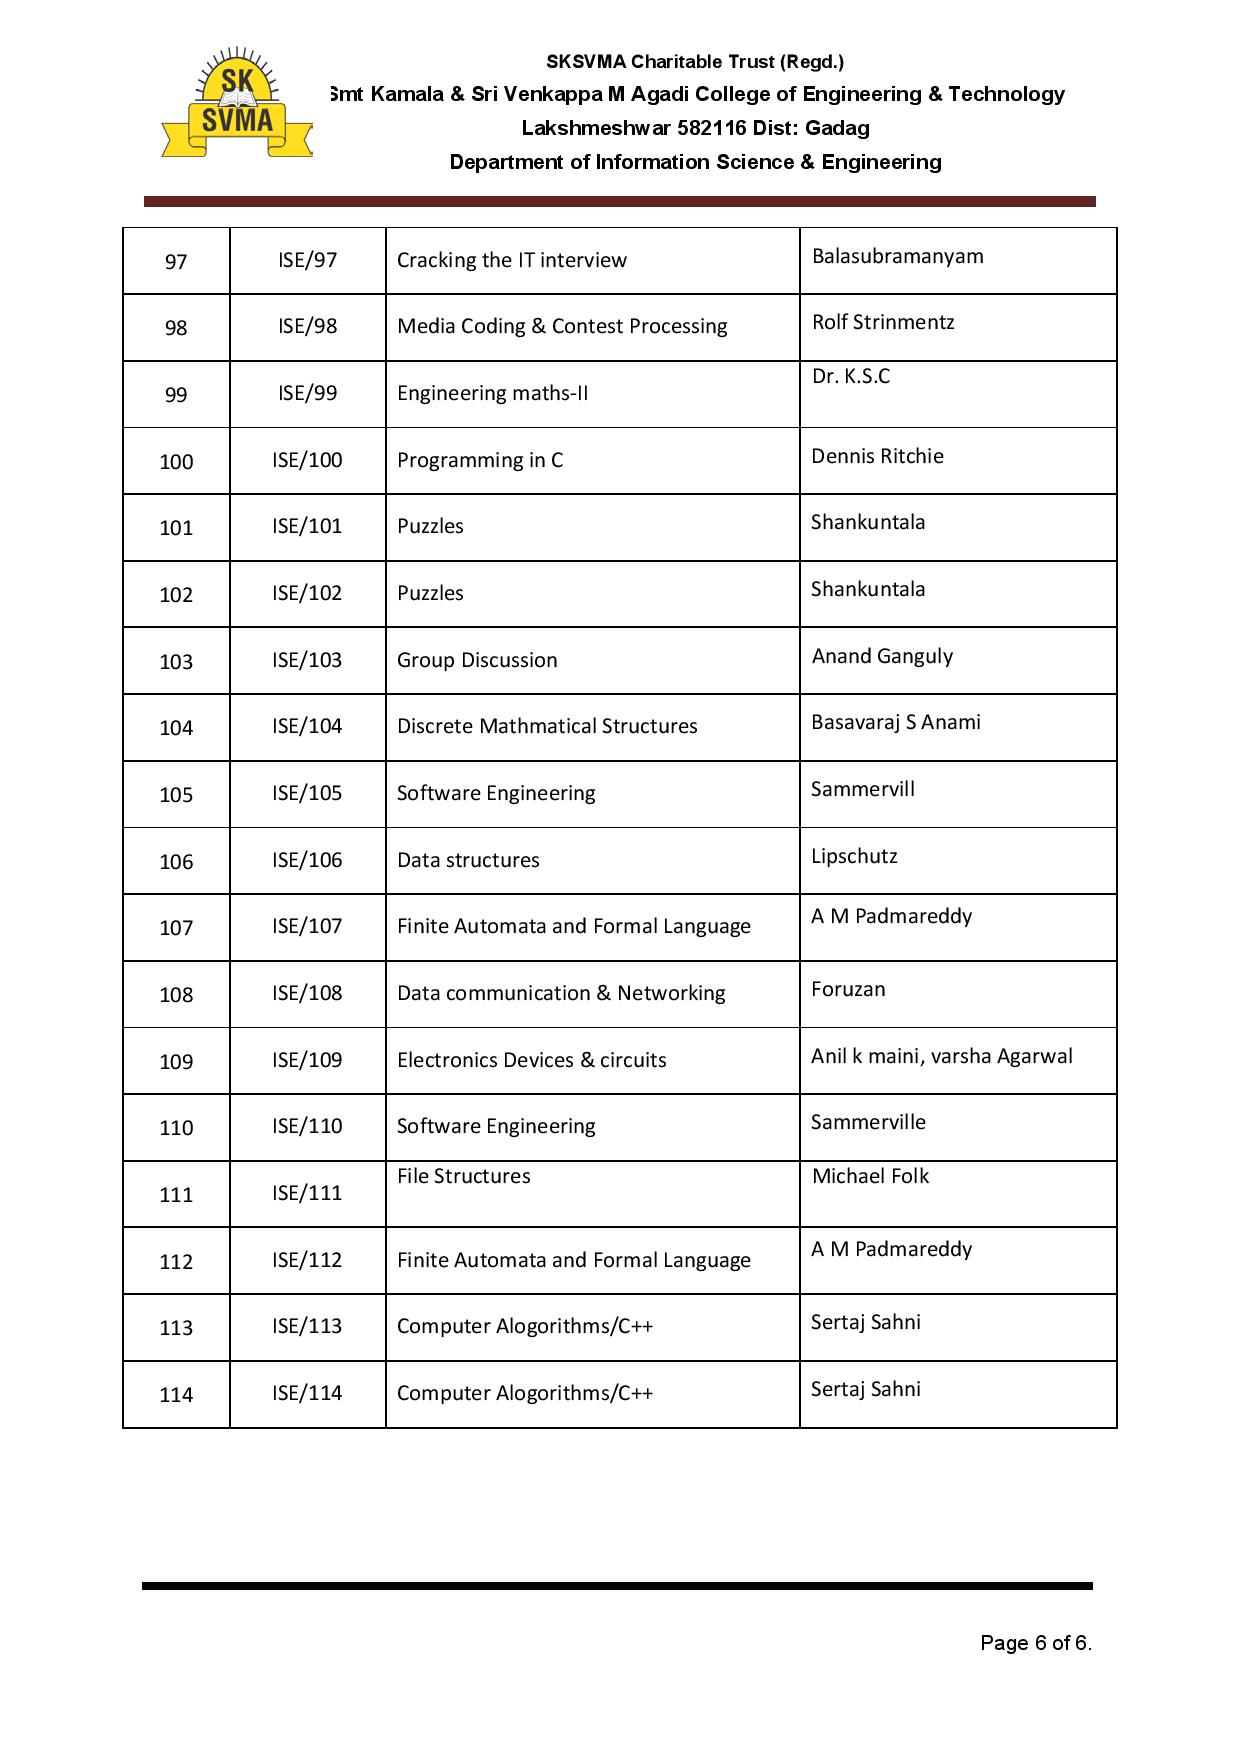 SK
SVMA
SKSVMA Charitable Trust (Regd.)
Smt Kamala & Sri Venkappa M Agadi College of Engineering & Technology
Lakshmeshwar 582116 Dist: Gadag
Department of Information Science & Engineering
97 ISE/97 Cracking the IT interview Balasubramanyam
98 ISE/98 Media Coding & Contest Processing Rolf Strinmentz
99 ISE/99 Engineering maths-II Dr. K.S.C
100 ISE/100 Programming in C Dennis Ritchie
101 ISE/101 Puzzles Shankuntala
102 ISE/102 Puzzles Shankuntala
103 ISE/103 Group Discussion Anand Ganguly
104 ISE/104 Discrete Mathmatical Structures Basavaraj S Anami
105 ISE/105 Software Engineering Sammervill
106 ISE/106 Data structures Lipschutz
107 ISE/107 Finite Automata and Formal Language A M Padmareddy
108 ISE/108 Data communication & Networking Foruzan
109 ISE/109 Electronics Devices & circuits Anil k maini, varsha Agarwal
110 ISE/110 Software Engineering Sammerville
111 ISE/111 File Structures Michael Folk
112 ISE/112 Finite Automata and Formal Language A M Padmareddy
113 ISE/113 Computer Alogorithms/C++ Sertaj Sahni
114 ISE/114 Computer Alogorithms/C++ Sertaj Sahni
Page 6 of 6.